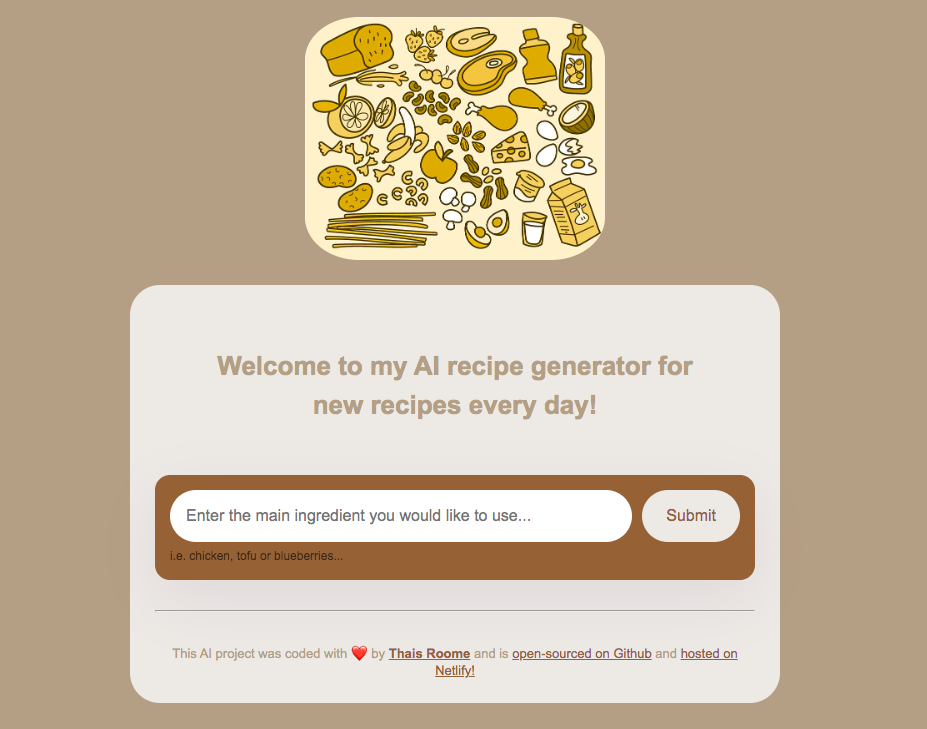 Welcome to my AI recipe generator for
new recipes every day!
Enter the main ingredient you would like to use...
Submit
i.e. chicken, tofu or blueberries...
This AI project was coded with ❤️ by Thais Roome and is open-sourced on Github and hosted on
Netlify!